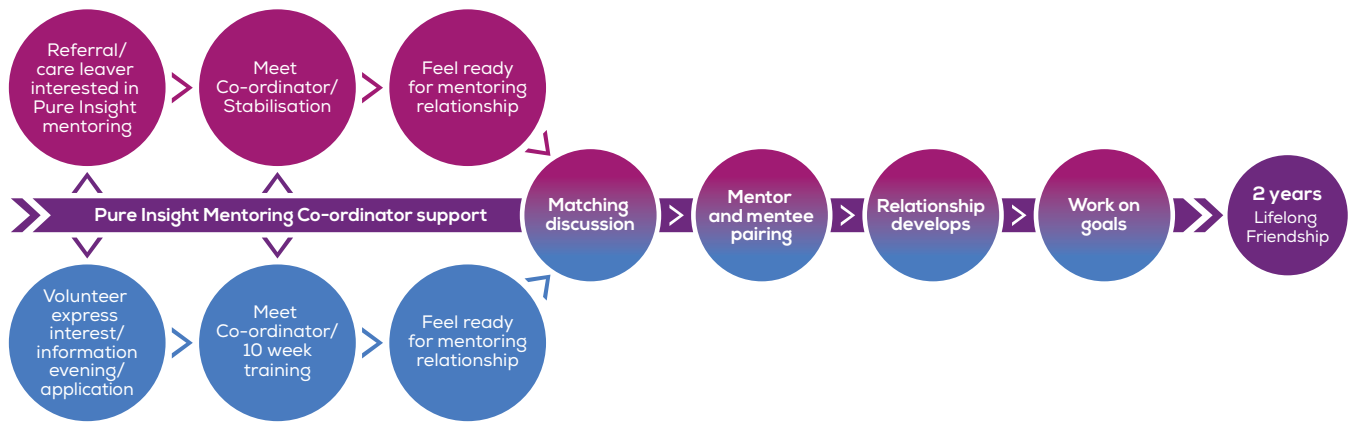 Referral/
care leaver
interested in
Pure Insight
mentoring
Meet
Co-ordinator/
Stabilisation
Feel ready
for mentoring
relationship
Pure Insight Mentoring Co-ordinator support
Volunteer
express
interest/
information
evening/
application
Meet
Co-ordinator/
10 week
training
Feel ready
for mentoring
relationship
Matching
discussion
Mentor
and mentee
pairing
Relationship
develops
Work on
goals
2 years
Lifelong
Friendship